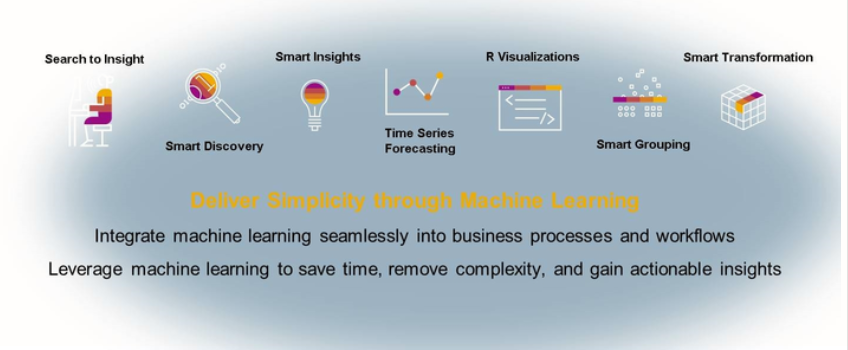 Search to Insight
Smart Discovery
Smart Insights
Time Series
Forecasting
R Visualizations
Smart Grouping
Smart Transformation
Deliver Simplicity through Machine Learning
Integrate machine learning seamlessly into business processes and workflows
Leverage machine learning to save time, remove complexity, and gain actionable insights